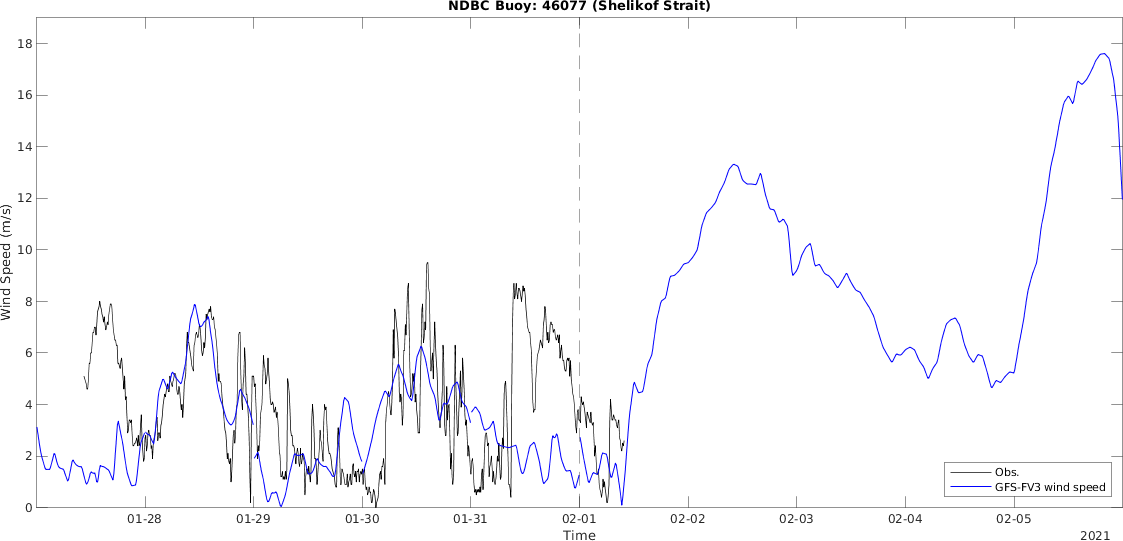 NDBC Buoy: 46077 (Shelikof Strait)
18
16
14
12
10
8
6
4
2
0
Wind Speed (m/s)
Obs.
GFS-FV3 wind speed
01-28 01-29 01-30 01-31 02-01 02-02 02-03 02-04 02-05
Time
2021